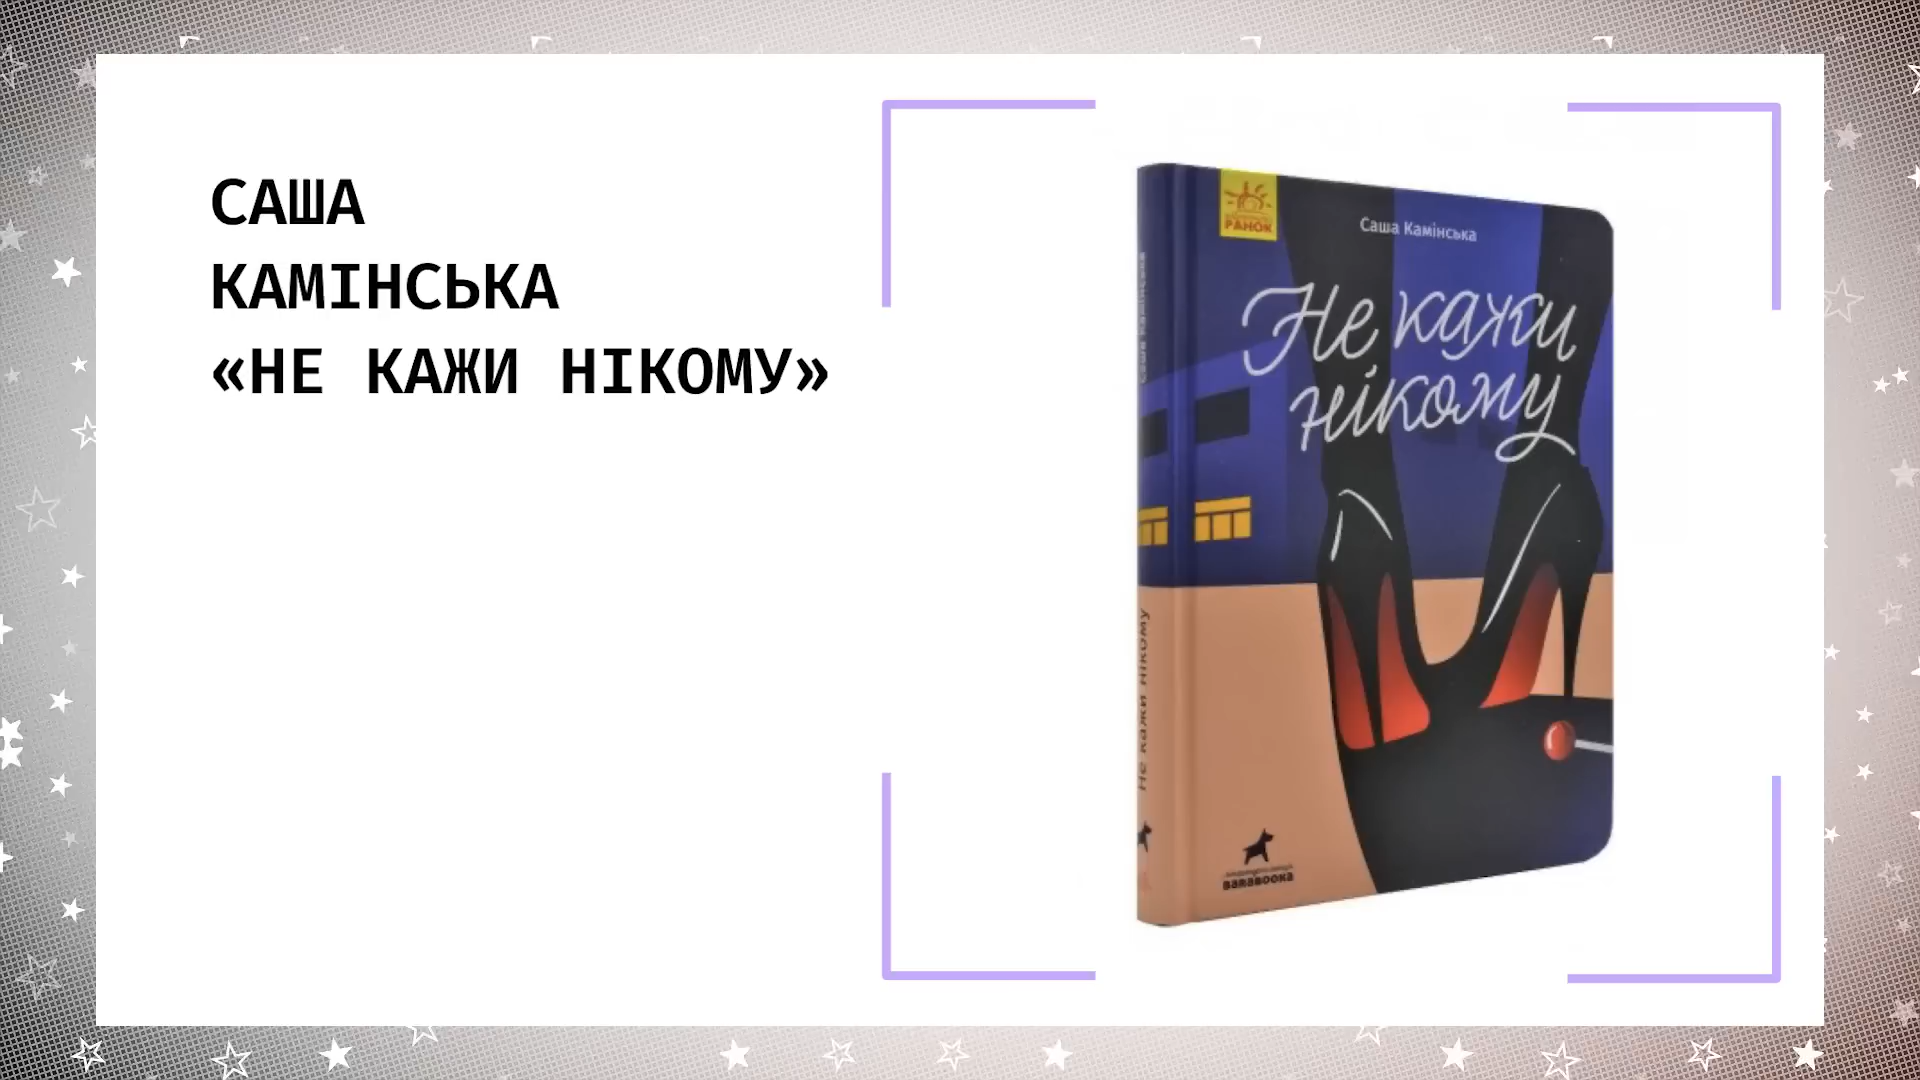 САША
КАМІНСЬКА
«НЕ КАЖИ НІКОМУ»
РАНОК
Саша Камінська
Не кажи
нікому
Саша Камінська
Не кажи нікому
BARABOOKA